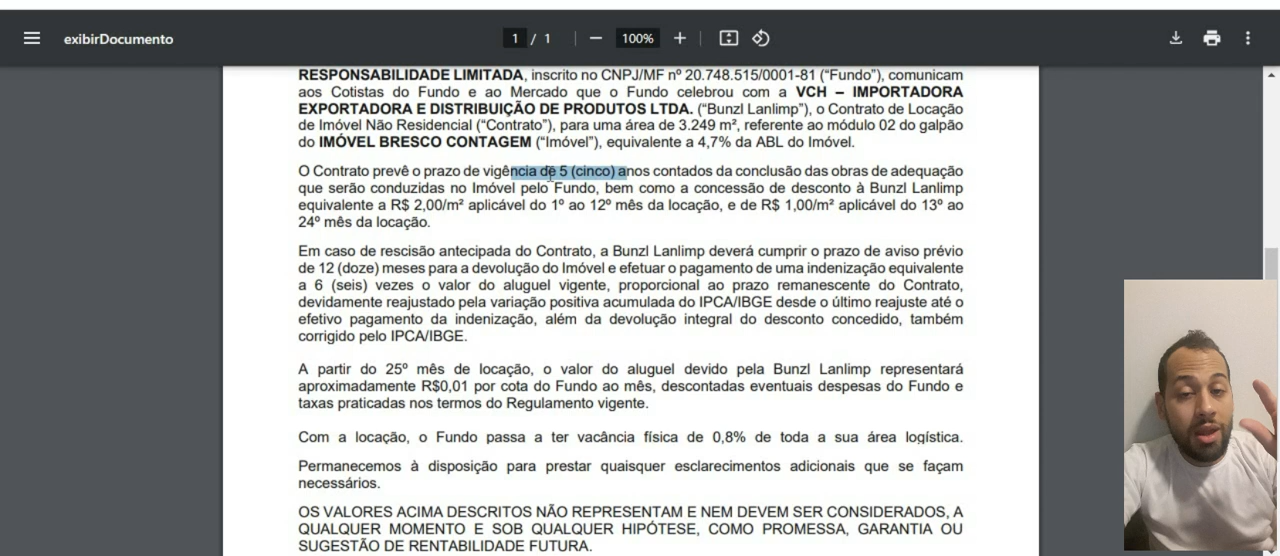 exibirDocumento
1 / 1
100%
RESPONSABILIDADE LIMITADA, inscrito no CNPJ/MF nº 20.748.515/0001-81 (“Fundo”), comunicam
aos Cotistas do Fundo e ao Mercado que o Fundo celebrou com a VCH – IMPORTADORA
EXPORTADORA E DISTRIBUIÇÃO DE PRODUTOS LTDA. (“Bunzl Lanlimp”), o Contrato de Locação
de Imóvel Não Residencial (“Contrato”), para uma área de 3.249 m², referente ao módulo 02 do galpão
do IMÓVEL BRESCO CONTAGEM (“Imóvel”), equivalente a 4,7% da ABL do Imóvel.
O Contrato prevê o prazo de vigência de 5 (cinco) anos contados da conclusão das obras de adequação
que serão conduzidas no Imóvel pelo Fundo, bem como a concessão de desconto à Bunzl Lanlimp
equivalente a R$ 2,00/m² aplicável do 1º ao 12º mês da locação, e de R$ 1,00/m² aplicável do 13º ao
24º mês da locação.
Em caso de rescisão antecipada do Contrato, a Bunzl Lanlimp deverá cumprir o prazo de aviso prévio
de 12 (doze) meses para a devolução do Imóvel e efetuar o pagamento de uma indenização equivalente
a 6 (seis) vezes o valor do aluguel vigente, proporcional ao prazo remanescente do Contrato,
devidamente reajustado pela variação positiva acumulada do IPCA/IBGE desde o último reajuste até o
efetivo pagamento da indenização, além da devolução integral do desconto concedido, também
corrigido pelo IPCA/IBGE.
A partir do 25º mês de locação, o valor do aluguel devido pela Bunzl Lanlimp representará
aproximadamente R$0,01 por cota do Fundo ao mês, descontadas eventuais despesas do Fundo e
taxas praticadas nos termos do Regulamento vigente.
Com a locação, o Fundo passa a ter vacância física de 0,8% de toda a sua área logística.
Permanecemos à disposição para prestar quaisquer esclarecimentos adicionais que se façam
necessários.
OS VALORES ACIMA DESCRITOS NÃO REPRESENTAM E NEM DEVEM SER CONSIDERADOS, A
QUALQUER MOMENTO E SOB QUALQUER HIPÓTESE, COMO PROMESSA, GARANTIA OU
SUGESTÃO DE RENTABILIDADE FUTURA.